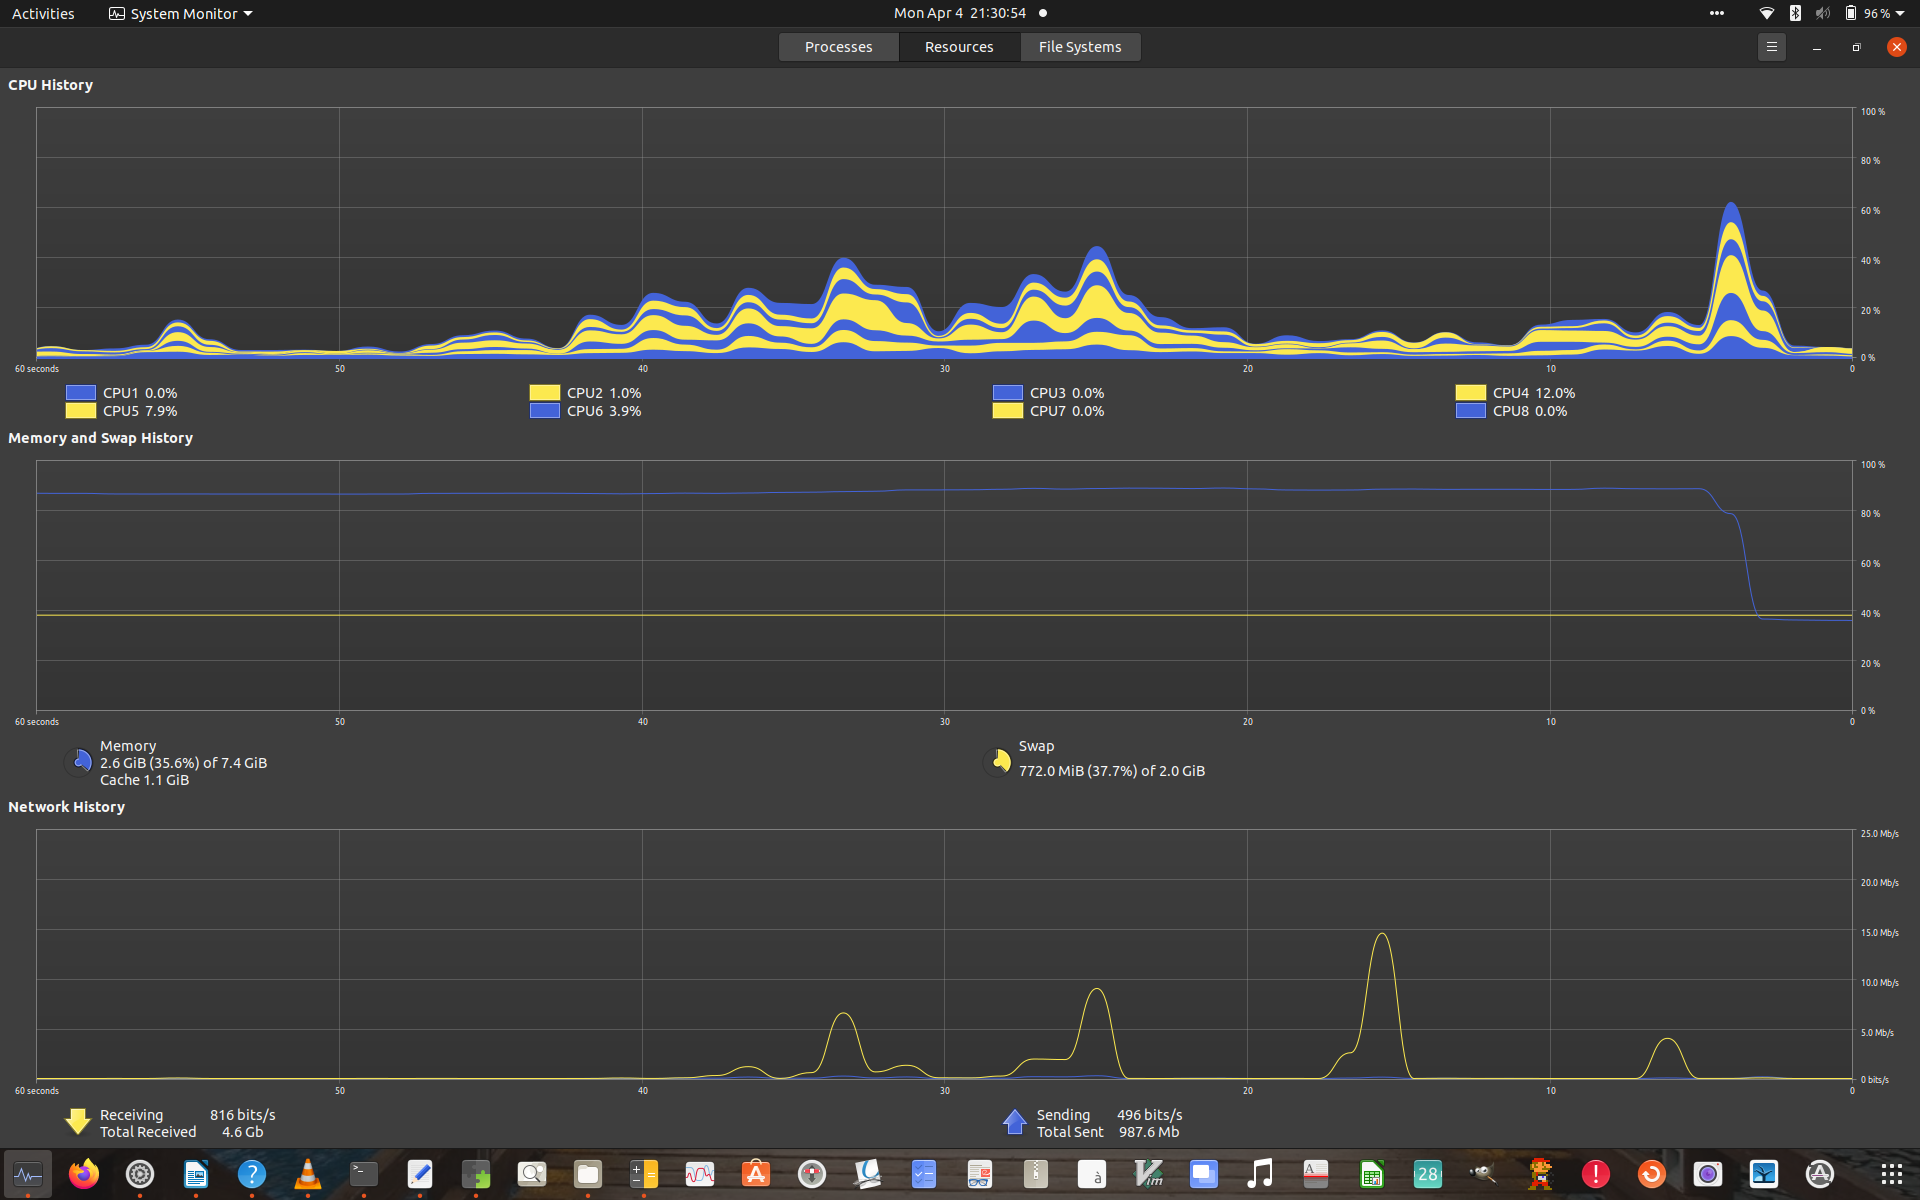 Activities
System Monitor
Mon Apr 4 21:30:54
96 %
Processes
Resources
File Systems
CPU History
100 %
80 %
60 %
40 %
20 %
0 %
60 seconds 50 40 30 20 10 0
CPU1 0.0% CPU2 1.0% CPU3 0.0% CPU4 12.0%
CPU5 7.9% CPU6 3.9% CPU7 0.0% CPU8 0.0%
Memory and Swap History
100 %
80 %
60 %
40 %
20 %
0 %
60 seconds 50 40 30 20 10 0
Memory
2.6 GiB (35.6%) of 7.4 GiB
Cache 1.1 GiB
Swap
772.0 MiB (37.7%) of 2.0 GiB
Network History
25.0 Mb/s
20.0 Mb/s
15.0 Mb/s
10.0 Mb/s
5.0 Mb/s
0 bits/s
60 seconds 50 40 30 20 10 0
Receiving 816 bits/s
Total Received 4.6 Gb
Sending 496 bits/s
Total Sent 987.6 Mb
?
>_
à
Vim
A
28
!